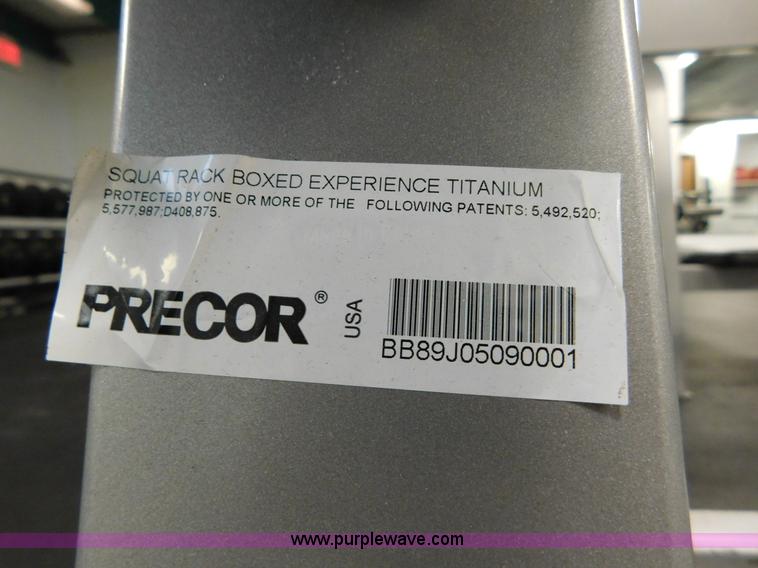 SQUAT RACK BOXED EXPERIENCE TITANIUM
PROTECTED BY ONE OR MORE OF THE FOLLOWING PATENTS: 5,492,520;
5,577,987;D408,875.
PRECOR ®
USA
BB89J05090001
www.purplewave.com